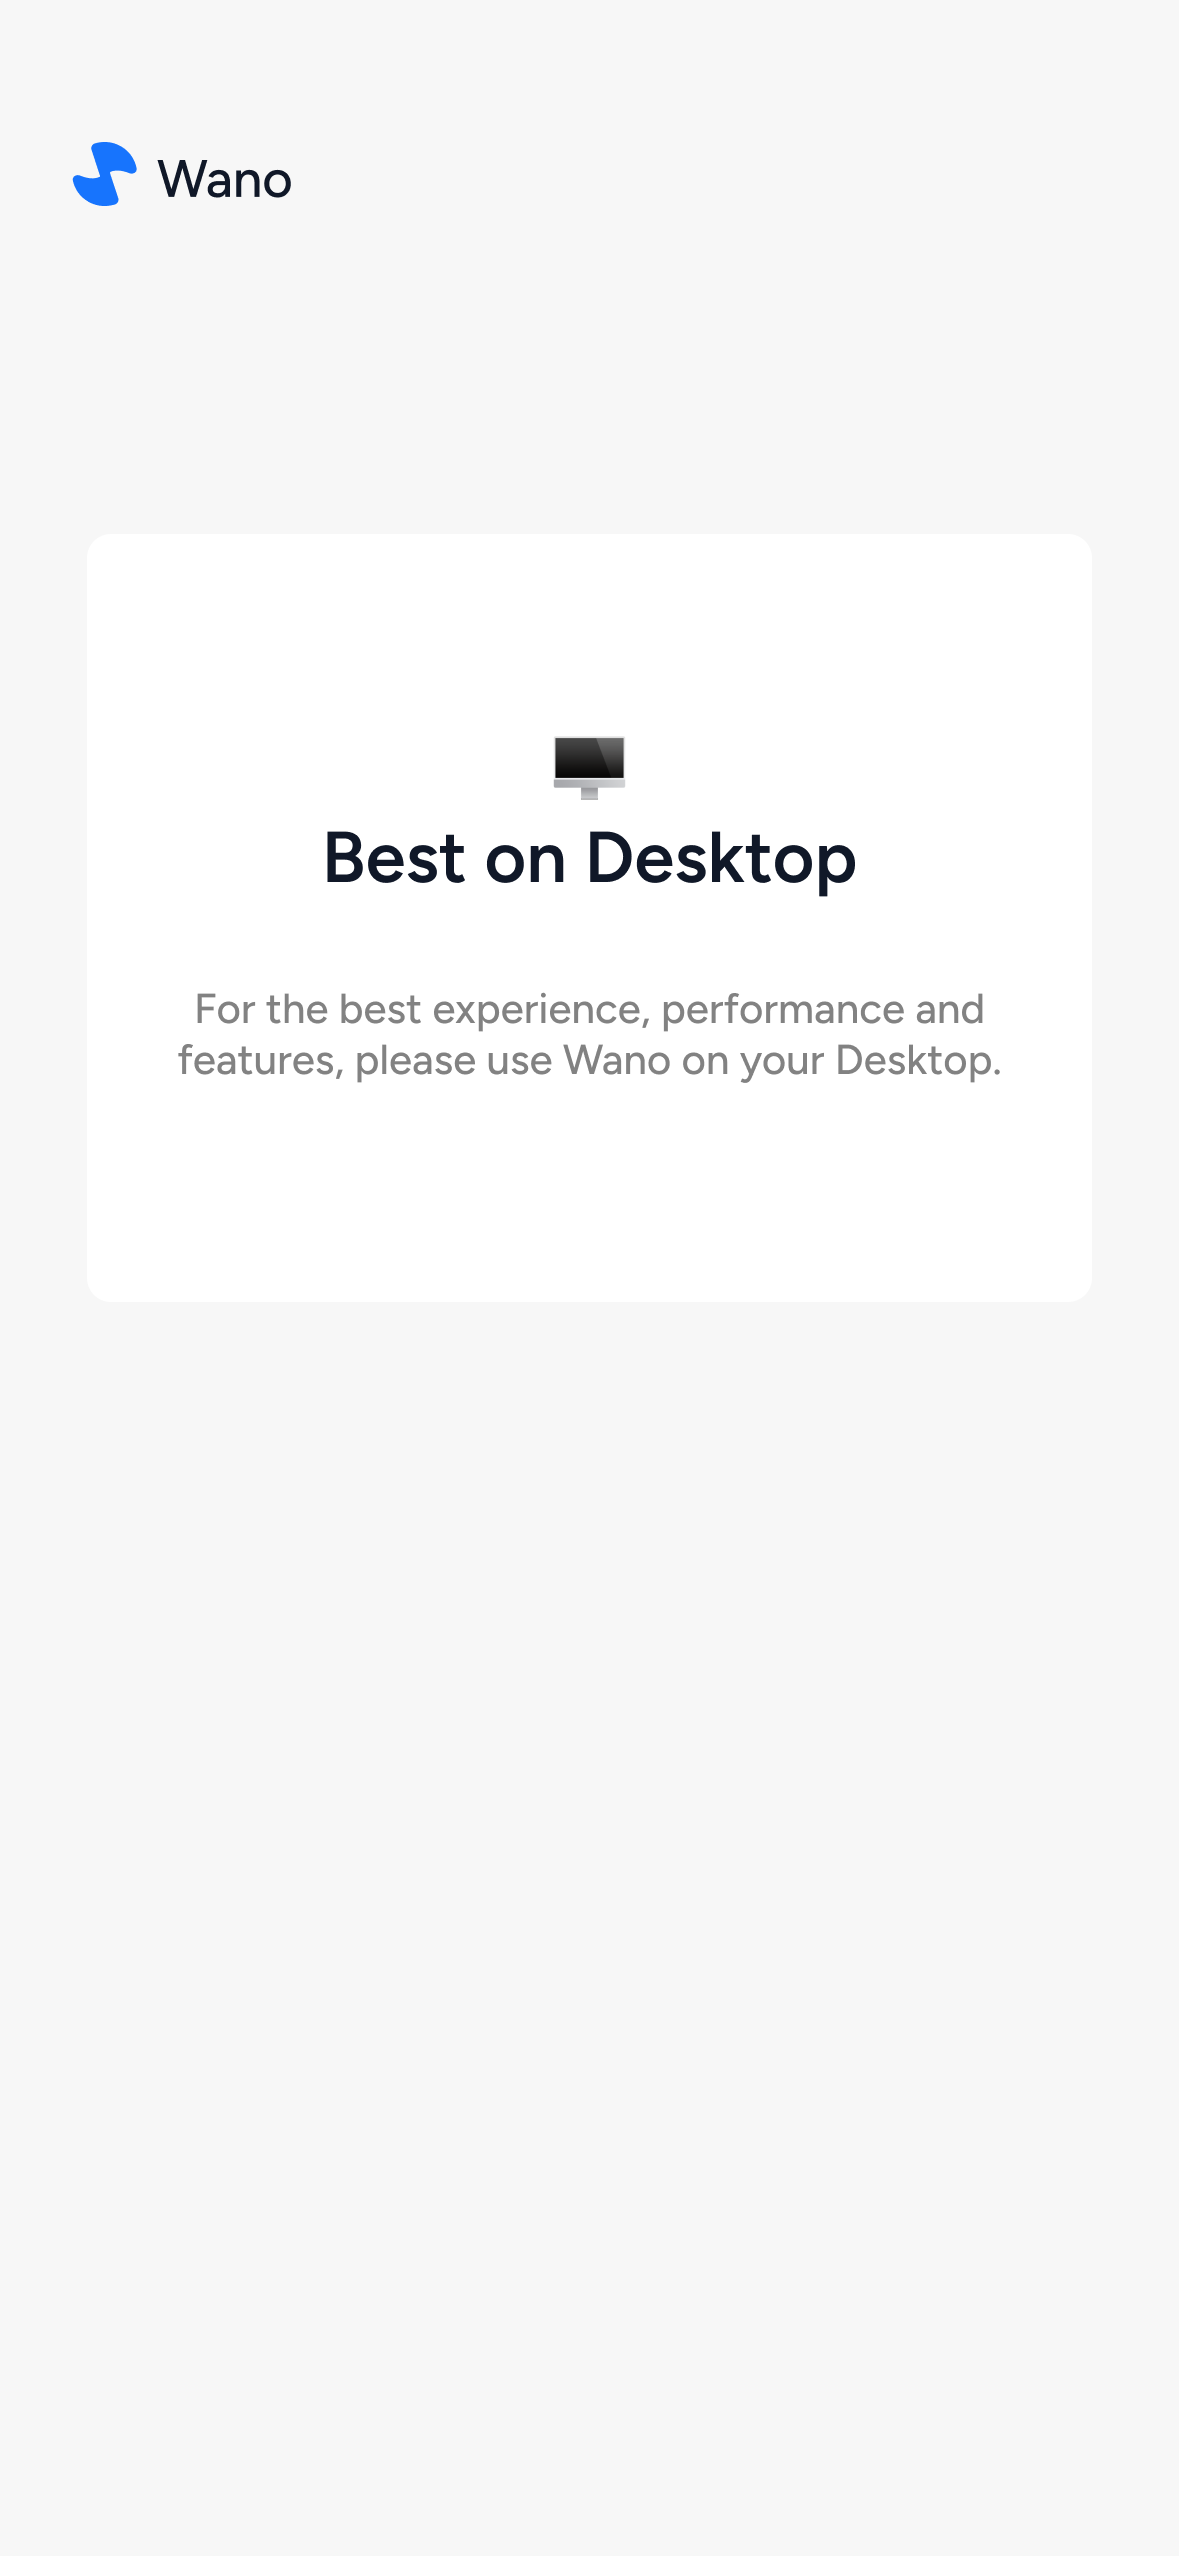 Wano
Best on Desktop
For the best experience, performance and
features, please use Wano on your Desktop.